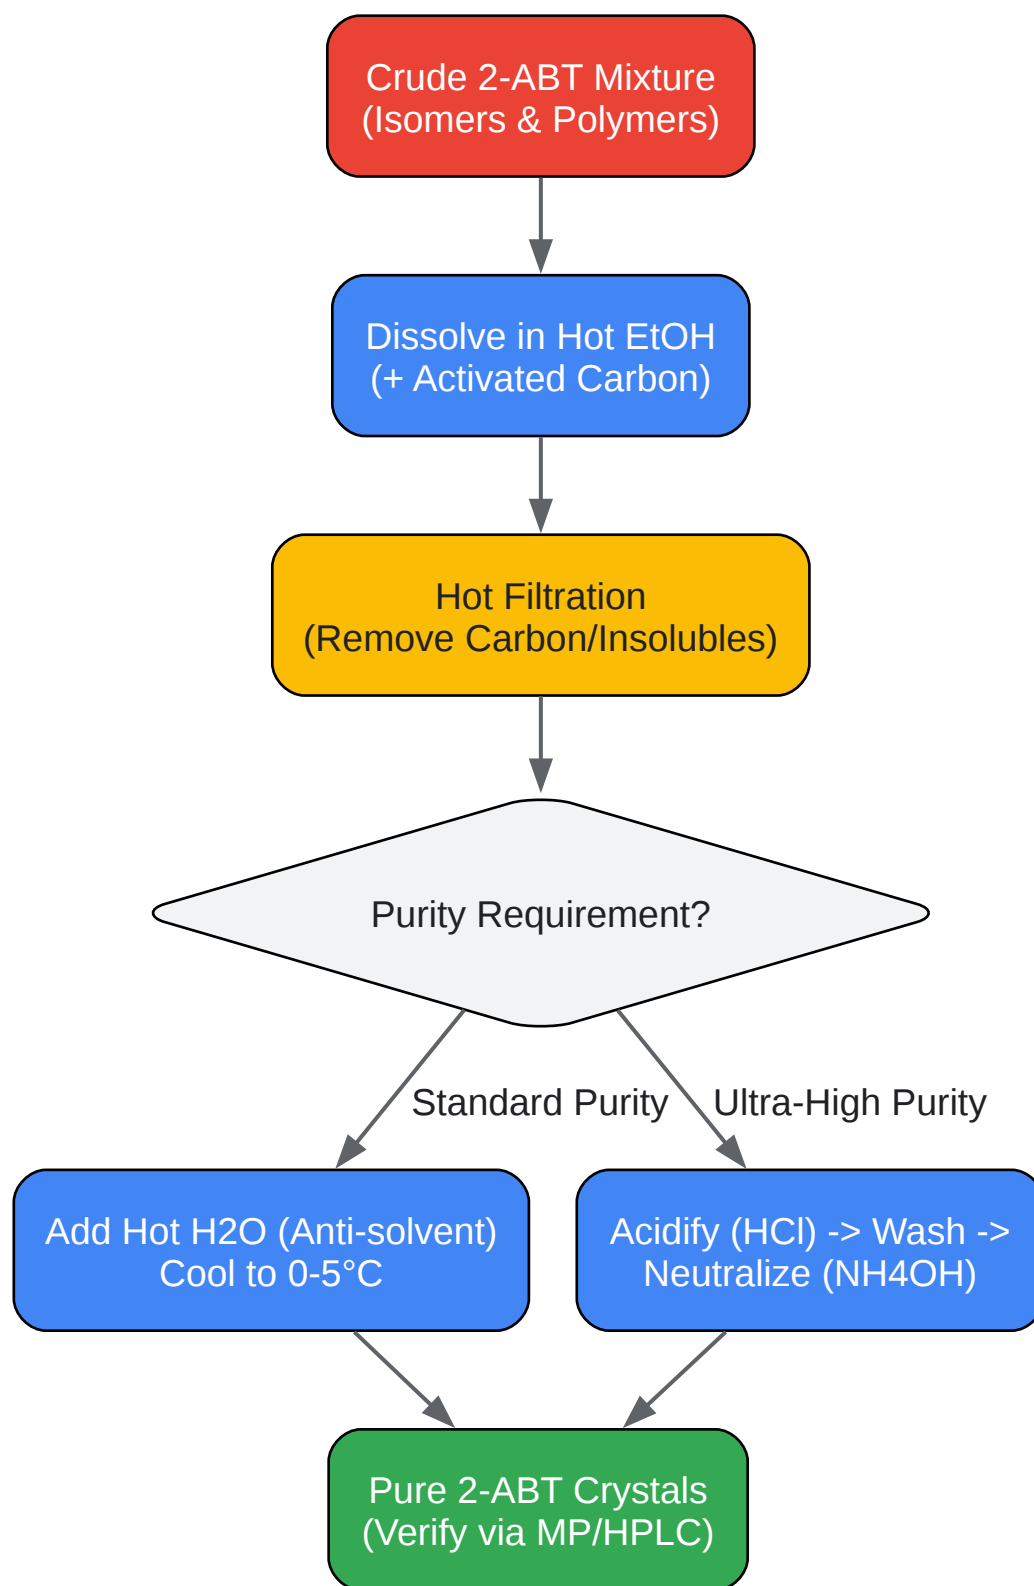 Crude 2-ABT Mixture
(Isomers & Polymers)
Dissolve in Hot EtOH
(+ Activated Carbon)
Hot Filtration
(Remove Carbon/Insolubles)
Purity Requirement?
Standard Purity
Ultra-High Purity
Add Hot H2O (Anti-solvent)
Cool to 0-5°C
Acidify (HCl) -> Wash ->
Neutralize (NH4OH)
Pure 2-ABT Crystals
(Verify via MP/HPLC)